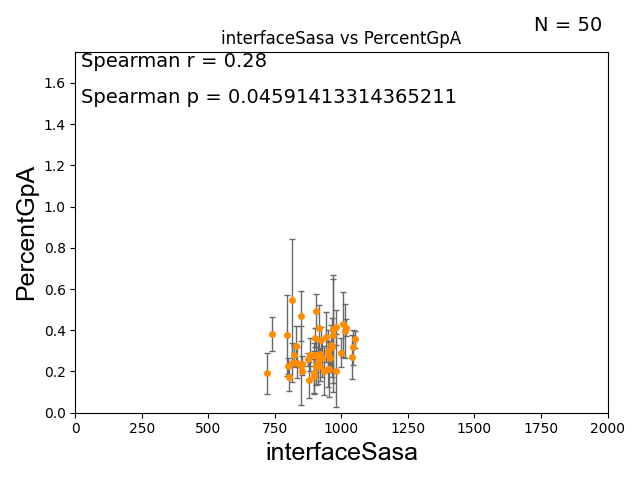 N = 50
interfaceSasa vs PercentGpA
Spearman r = 0.28
Spearman p = 0.04591413314365211
PercentGpA
1.6
1.4
1.2
1.0
0.8
0.6
0.4
0.2
0.0
0 250 500 750 1000 1250 1500 1750 2000
interfaceSasa